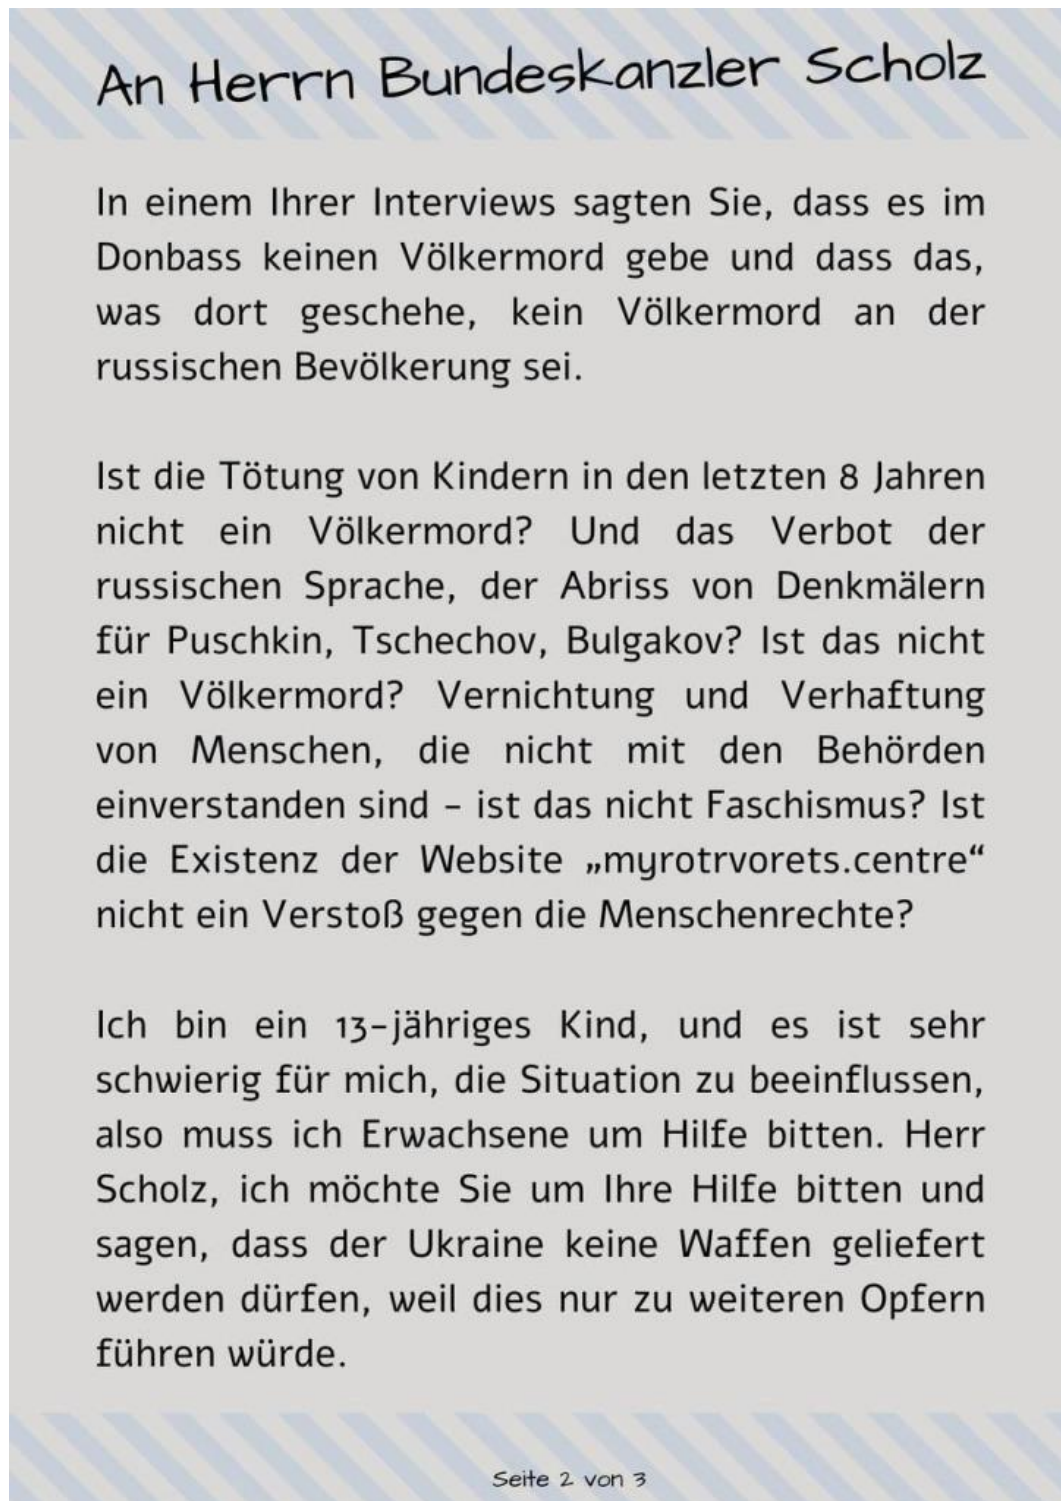 An Herrn Bundeskanzler Scholz
In einem Ihrer Interviews sagten Sie, dass es im
Donbass keinen Völkermord gebe und dass das,
was dort geschehe, kein Völkermord an der
russischen Bevölkerung sei.
Ist die Tötung von Kindern in den letzten 8 Jahren
nicht ein Völkermord? Und das Verbot der
russischen Sprache, der Abriss von Denkmälern
für Puschkin, Tschechov, Bulgakov? Ist das nicht
ein Völkermord? Vernichtung und Verhaftung
von Menschen, die nicht mit den Behörden
einverstanden sind – ist das nicht Faschismus? Ist
die Existenz der Website „myrotrvorets.centre“
nicht ein Verstoß gegen die Menschenrechte?
Ich bin ein 13-jähriges Kind, und es ist sehr
schwierig für mich, die Situation zu beeinflussen,
also muss ich Erwachsene um Hilfe bitten. Herr
Scholz, ich möchte Sie um Ihre Hilfe bitten und
sagen, dass der Ukraine keine Waffen geliefert
werden dürfen, weil dies nur zu weiteren Opfern
führen würde.
Seite 2 von 3